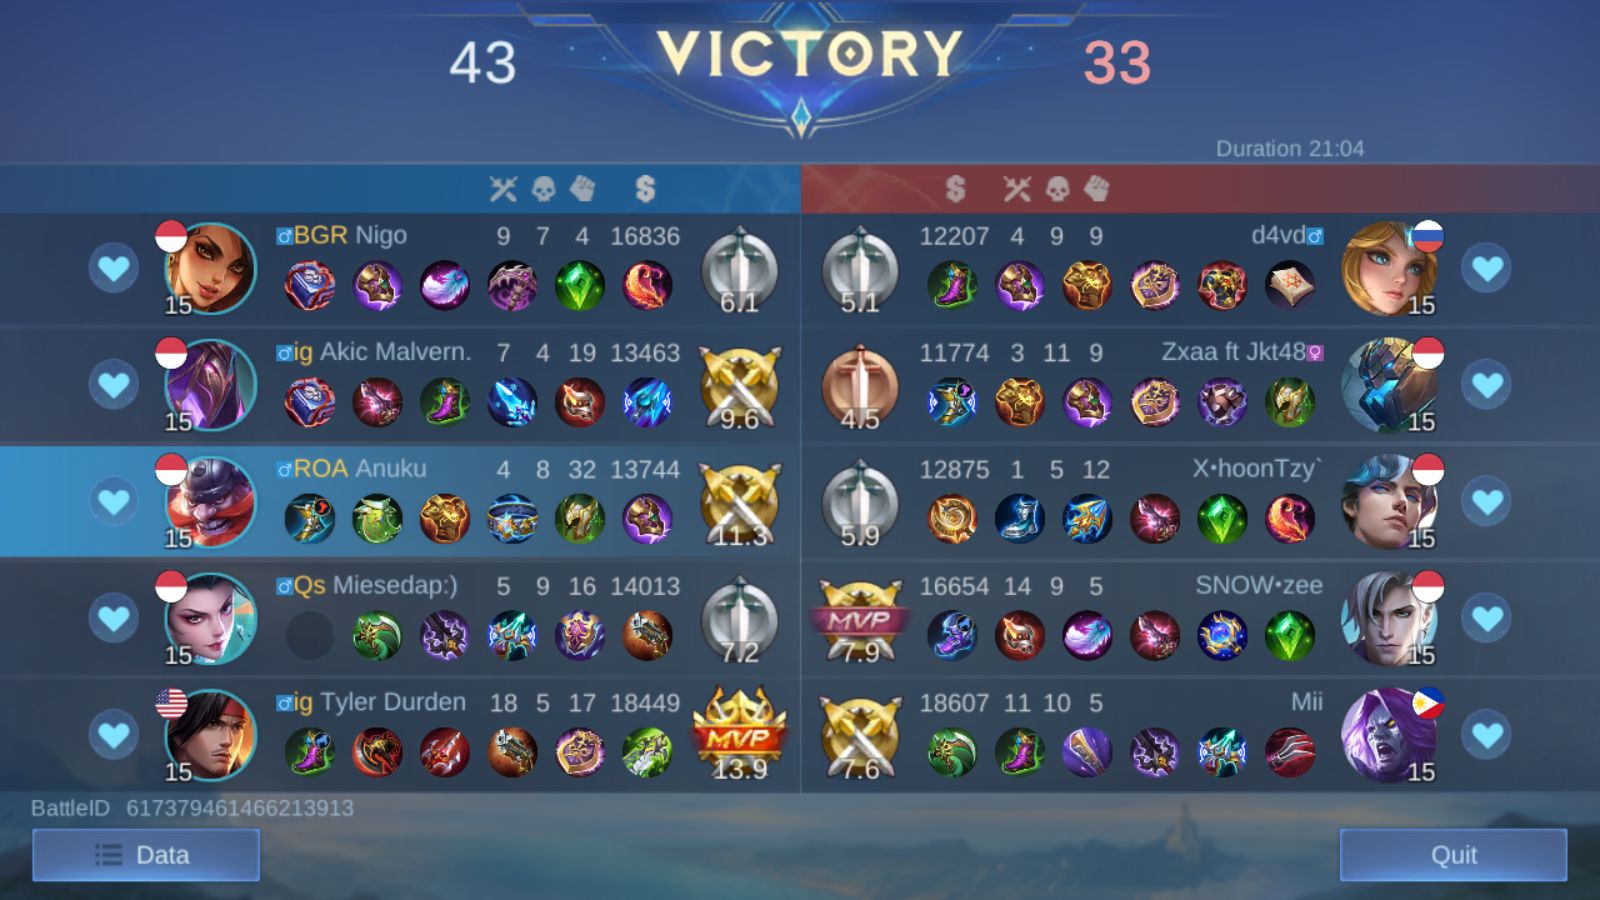 43 VICTORY 33
Duration 21:04
BGR Nigo 9 7 4 16836
15 6.1
12207 4 9 9 d4vd
5.1 15
ig Akic Malvern. 7 4 19 13463
15 9.6
11774 3 11 9 Zxaa ft Jkt48
4.5 15
ROA Anuku 4 8 32 13744
15 11.3
12875 1 5 12 X•hoonTzy`
5.9 15
Qs Miesedap:) 5 9 16 14013
15 7.2
16654 14 9 5 SNOW•zee
MVP
7.9 15
ig Tyler Durden 18 5 17 18449
MVP
15 13.9
18607 11 10 5 Mii
7.6 15
BattleID 617379461466213913
Data
Quit